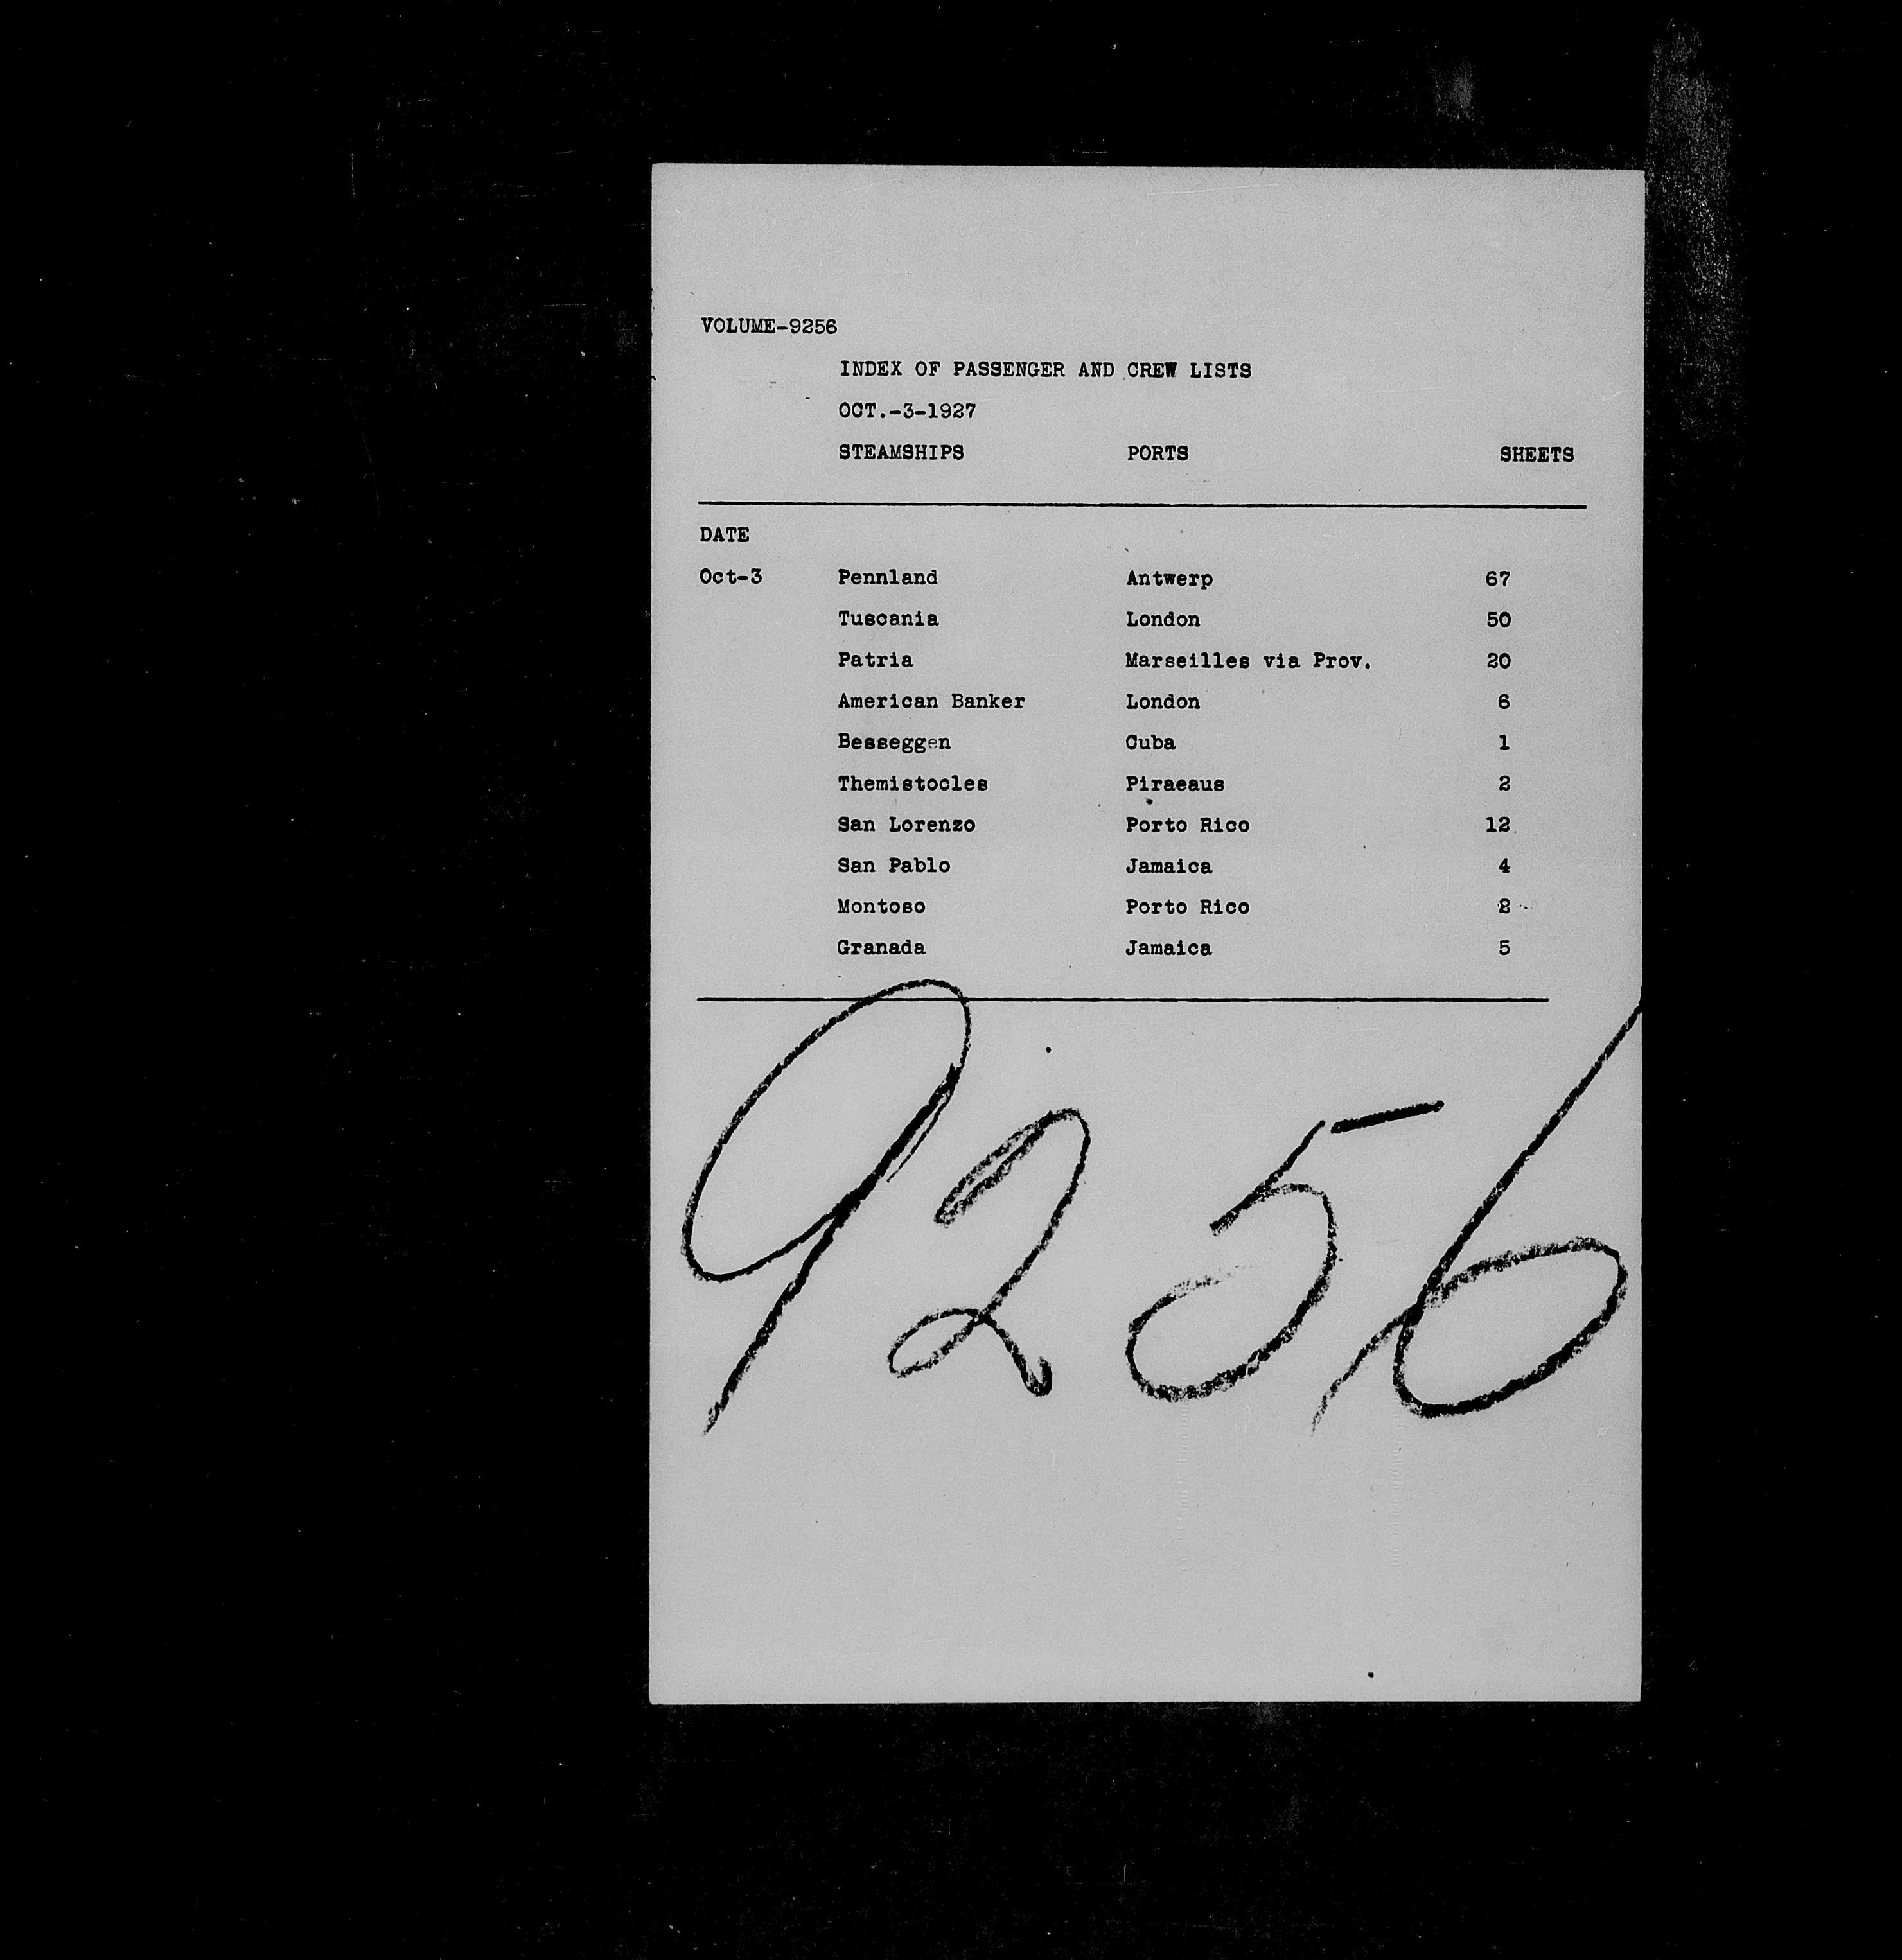 VOLUME-9256
INDEX OF PASSENGER AND CREW LISTS
OCT.-3-1927
STEAMSHIPS PORTS SHEETS
DATE
Oct-3 Pennland Antwerp 67
Tuscania London 50
Patria Marseilles via Prov. 20
American Banker London 6
Besseggen Cuba 1
Themistocles Piraeaus 2
San Lorenzo Porto Rico 12
San Pablo Jamaica 4
Montoso Porto Rico 2
Granada Jamaica 5
9256